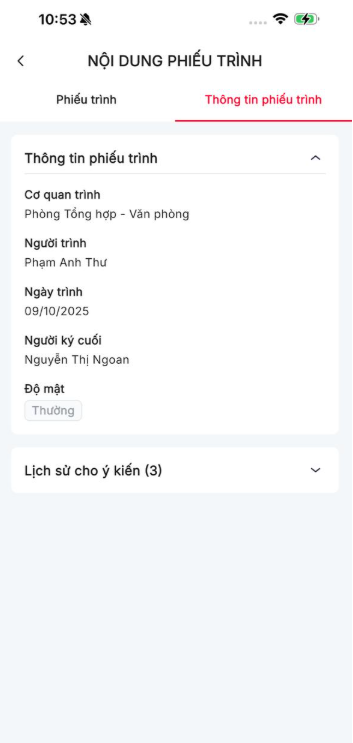 10:53
NỘI DUNG PHIẾU TRÌNH
Phiếu trình
Thông tin phiếu trình
Thông tin phiếu trình
Cơ quan trình
Phòng Tổng hợp - Văn phòng
Người trình
Phạm Anh Thư
Ngày trình
09/10/2025
Người ký cuối
Nguyễn Thị Ngoan
Độ mật
Thường
Lịch sử cho ý kiến (3)